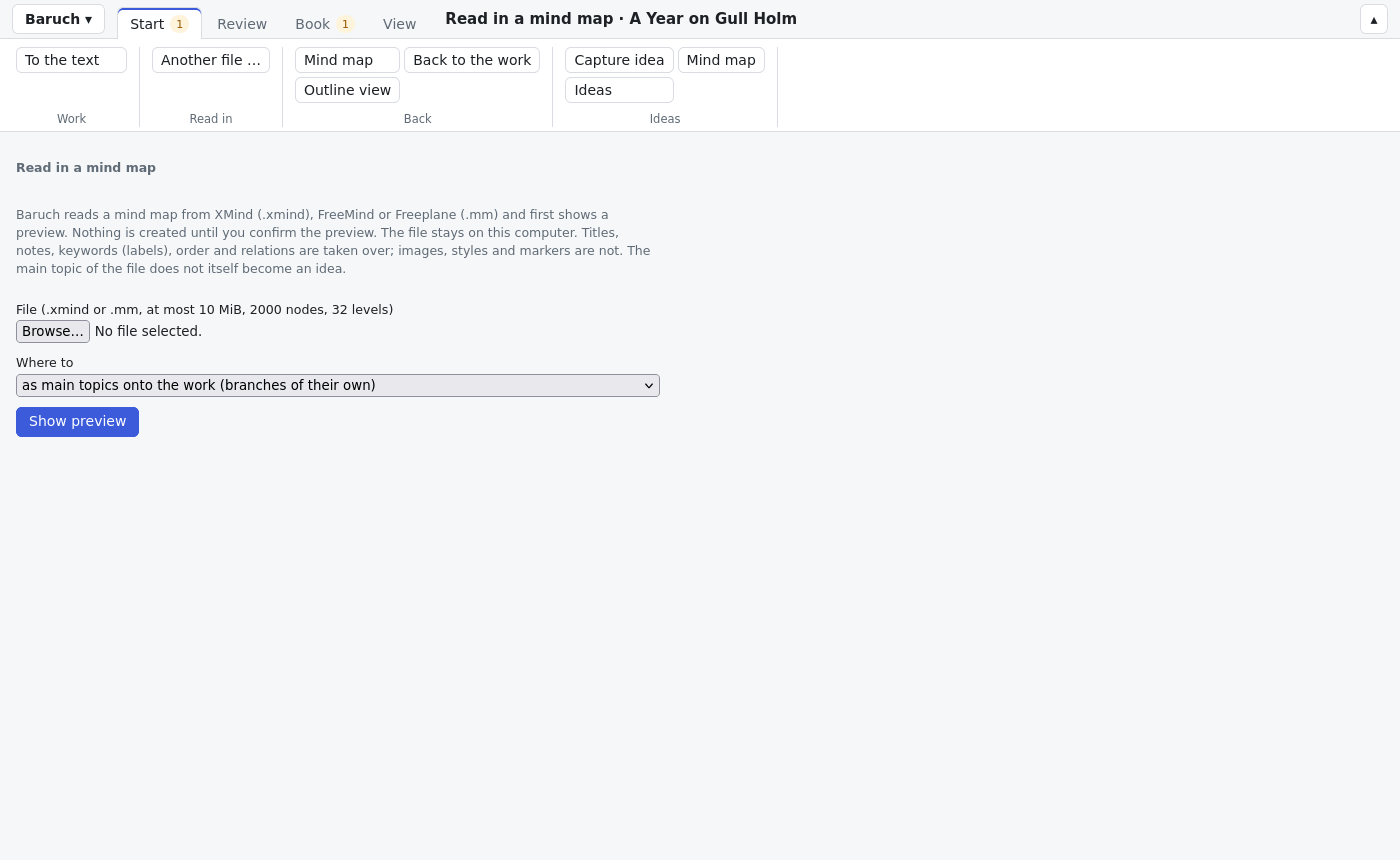 Baruch ▾ Start 1 Review Book 1 View Read in a mind map · A Year on Gull Holm ▴
To the text Another file … Mind map Back to the work Capture idea Mind map
Outline view Ideas
Work Read in Back Ideas
Read in a mind map
Baruch reads a mind map from XMind (.xmind), FreeMind or Freeplane (.mm) and first shows a
preview. Nothing is created until you confirm the preview. The file stays on this computer. Titles,
notes, keywords (labels), order and relations are taken over; images, styles and markers are not. The
main topic of the file does not itself become an idea.
File (.xmind or .mm, at most 10 MiB, 2000 nodes, 32 levels)
Browse… No file selected.
Where to
as main topics onto the work (branches of their own)
Show preview